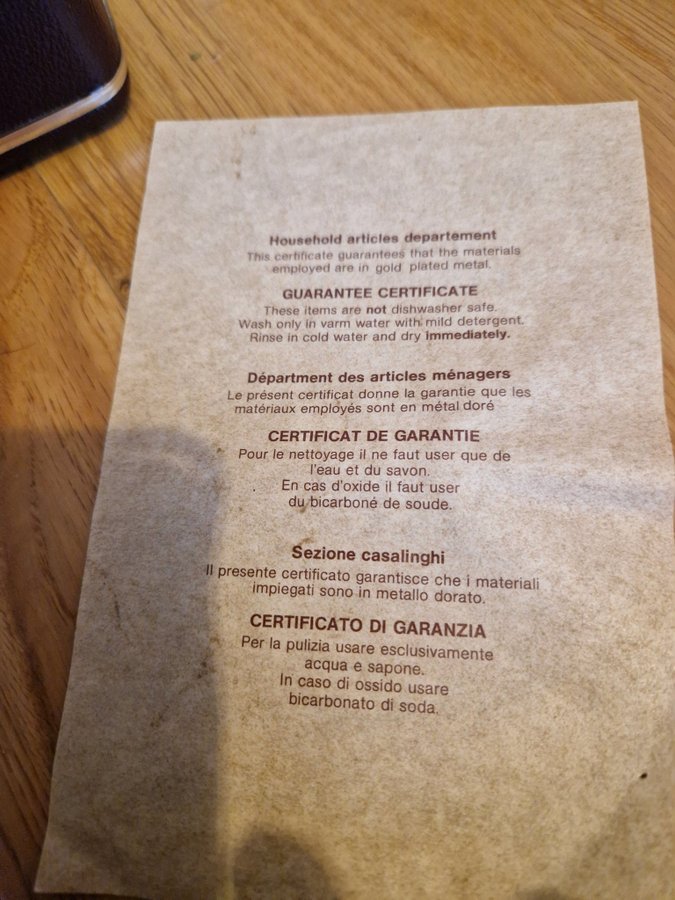 Household articles departement
This certificate guarantees that the materials
employed are in gold plated metal.
GUARANTEE CERTIFICATE
These items are not dishwasher safe.
Wash only in varm water with mild detergent.
Rinse in cold water and dry immediately.
Départment des articles ménagers
Le présent certificat donne la garantie que les
matériaux employés sont en métal doré
CERTIFICAT DE GARANTIE
Pour le nettoyage il ne faut user que de
l'eau et du savon.
En cas d'oxide il faut user
du bicarboné de soude.
Sezione casalinghi
Il presente certificato garantisce che i materiali
impiegati sono in metallo dorato.
CERTIFICATO DI GARANZIA
Per la pulizia usare esclusivamente
acqua e sapone.
In caso di ossido usare
bicarbonato di soda.